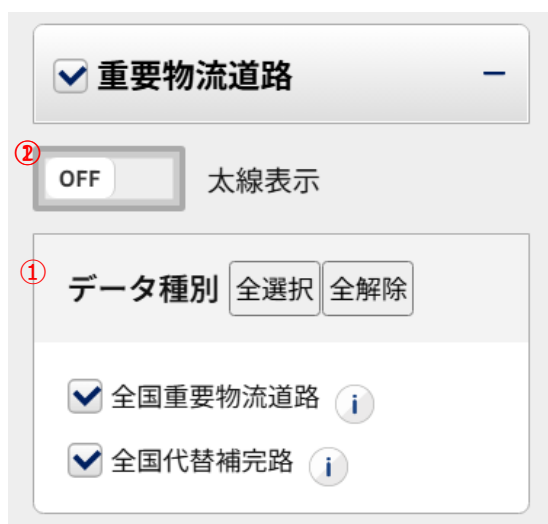 重要物流道路
②
OFF 太線表示
①
データ種別 全選択 全解除
全国重要物流道路 i
全国代替補完路 i